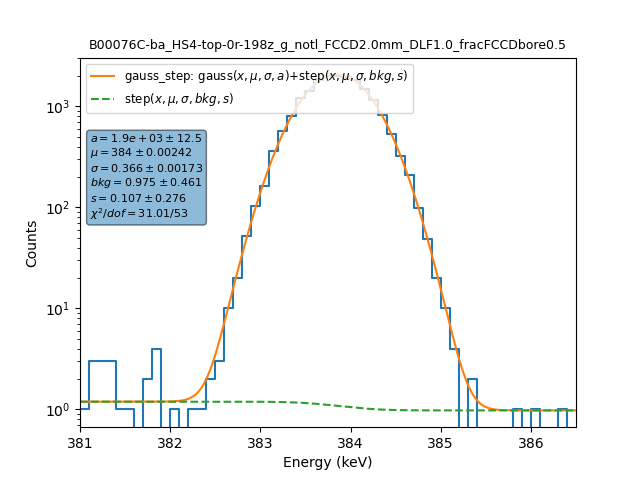 B00076C-ba_HS4-top-0r-198z_g_notl_FCCD2.0mm_DLF1.0_fracFCCDbore0.5
gauss_step: gauss(x, μ, σ, a)+step(x, μ, σ, bkg, s)
step(x, μ, σ, bkg, s)
a = 1.9e + 03 ± 12.5
μ = 384 ± 0.00242
σ = 0.366 ± 0.00173
bkg = 0.975 ± 0.461
s = 0.107 ± 0.276
χ²/dof = 31.01/53
Counts
10³
10²
10¹
10⁰
381 382 383 384 385 386
Energy (keV)